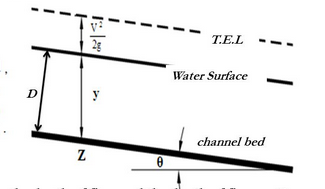 V²
2g
T.E.L
Water Surface
D
y
channel bed
Z
θ